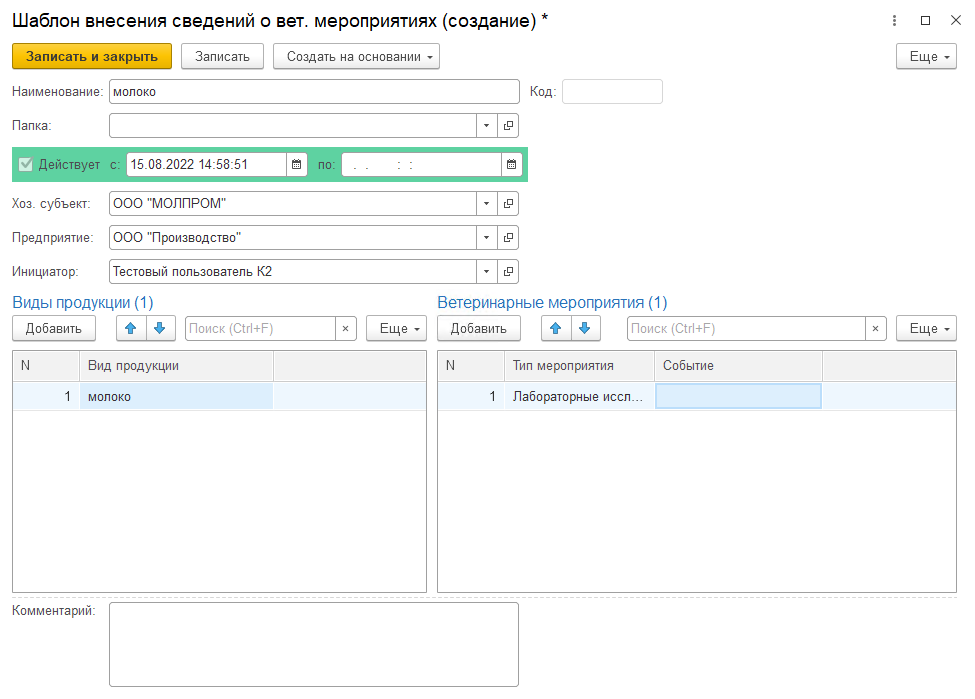 Шаблон внесения сведений о вет. мероприятиях (создание) *
Записать и закрыть Записать Создать на основании Еще
Наименование: молоко Код:
Папка:
Действует с: 15.08.2022 14:58:51 по: . . : :
Хоз. субъект: ООО "МОЛПРОМ"
Предприятие: ООО "Производство"
Инициатор: Тестовый пользователь К2
Виды продукции (1) Ветеринарные мероприятия (1)
Добавить Поиск (Ctrl+F) × Еще Добавить Поиск (Ctrl+F) × Еще
N Вид продукции N Тип мероприятия Событие
1 молоко 1 Лабораторные иссл...
Комментарий: